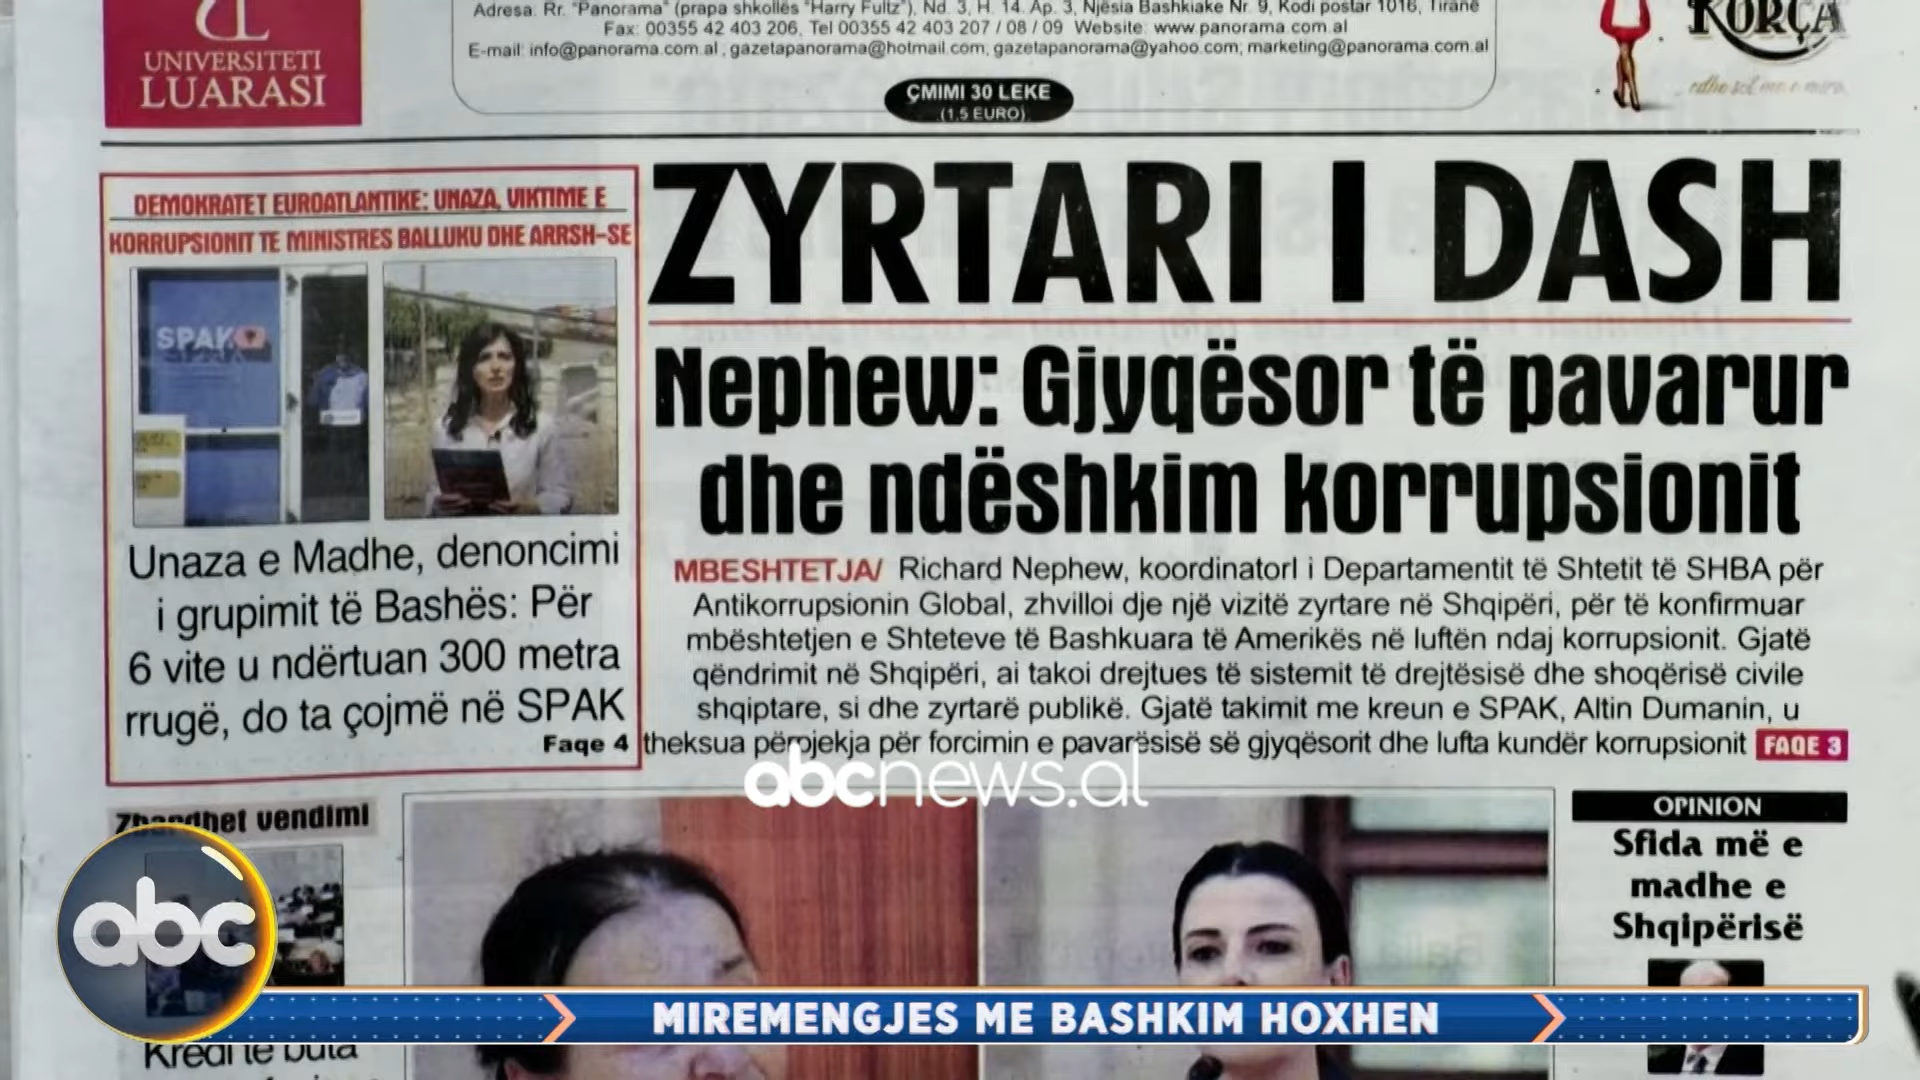 UNIVERSITETI
LUARASI
Adresa: Rr. "Panorama" (prapa shkollës "Harry Fultz"), Nd. 3, H. 14. Ap. 3, Njësia Bashkiake Nr. 9, Kodi postar 1016, Tiranë
Fax: 00355 42 403 206, Tel 00355 42 403 207 / 08 / 09 Website: www.panorama.com.al
E-mail: info@panorama.com.al, gazetapanorama@hotmail.com, gazetapanorama@yahoo.com; marketing@panorama.com.al
ÇMIMI 30 LEKE
(1,5 EURO)
KORÇA
DEMOKRATET EUROATLANTIKE: UNAZA, VIKTIME E
KORRUPSIONIT TE MINISTRES BALLUKU DHE ARRSH-SE
SPAK
Unaza e Madhe, denoncimi
i grupimit të Bashës: Për
6 vite u ndërtuan 300 metra
rrugë, do ta çojmë në SPAK
Faqe 4
ZYRTARI I DASH
Nephew: Gjyqësor të pavarur
dhe ndëshkim korrupsionit
MBESHTETJA/ Richard Nephew, koordinatorI i Departamentit të Shtetit të SHBA për
Antikorrupsionin Global, zhvilloi dje një vizitë zyrtare në Shqipëri, për të konfirmuar
mbështetjen e Shteteve të Bashkuara të Amerikës në luftën ndaj korrupsionit. Gjatë
qëndrimit në Shqipëri, ai takoi drejtues të sistemit të drejtësisë dhe shoqërisë civile
shqiptare, si dhe zyrtarë publikë. Gjatë takimit me kreun e SPAK, Altin Dumanin, u
theksua përpjekja për forcimin e pavarësisë së gjyqësorit dhe lufta kundër korrupsionit FAQE 3
abcnews.al
Zbardhet vendimi
OPINION
Sfida më e
madhe e
Shqipërisë
abc
MIREMENGJES ME BASHKIM HOXHEN
Kredi të buta